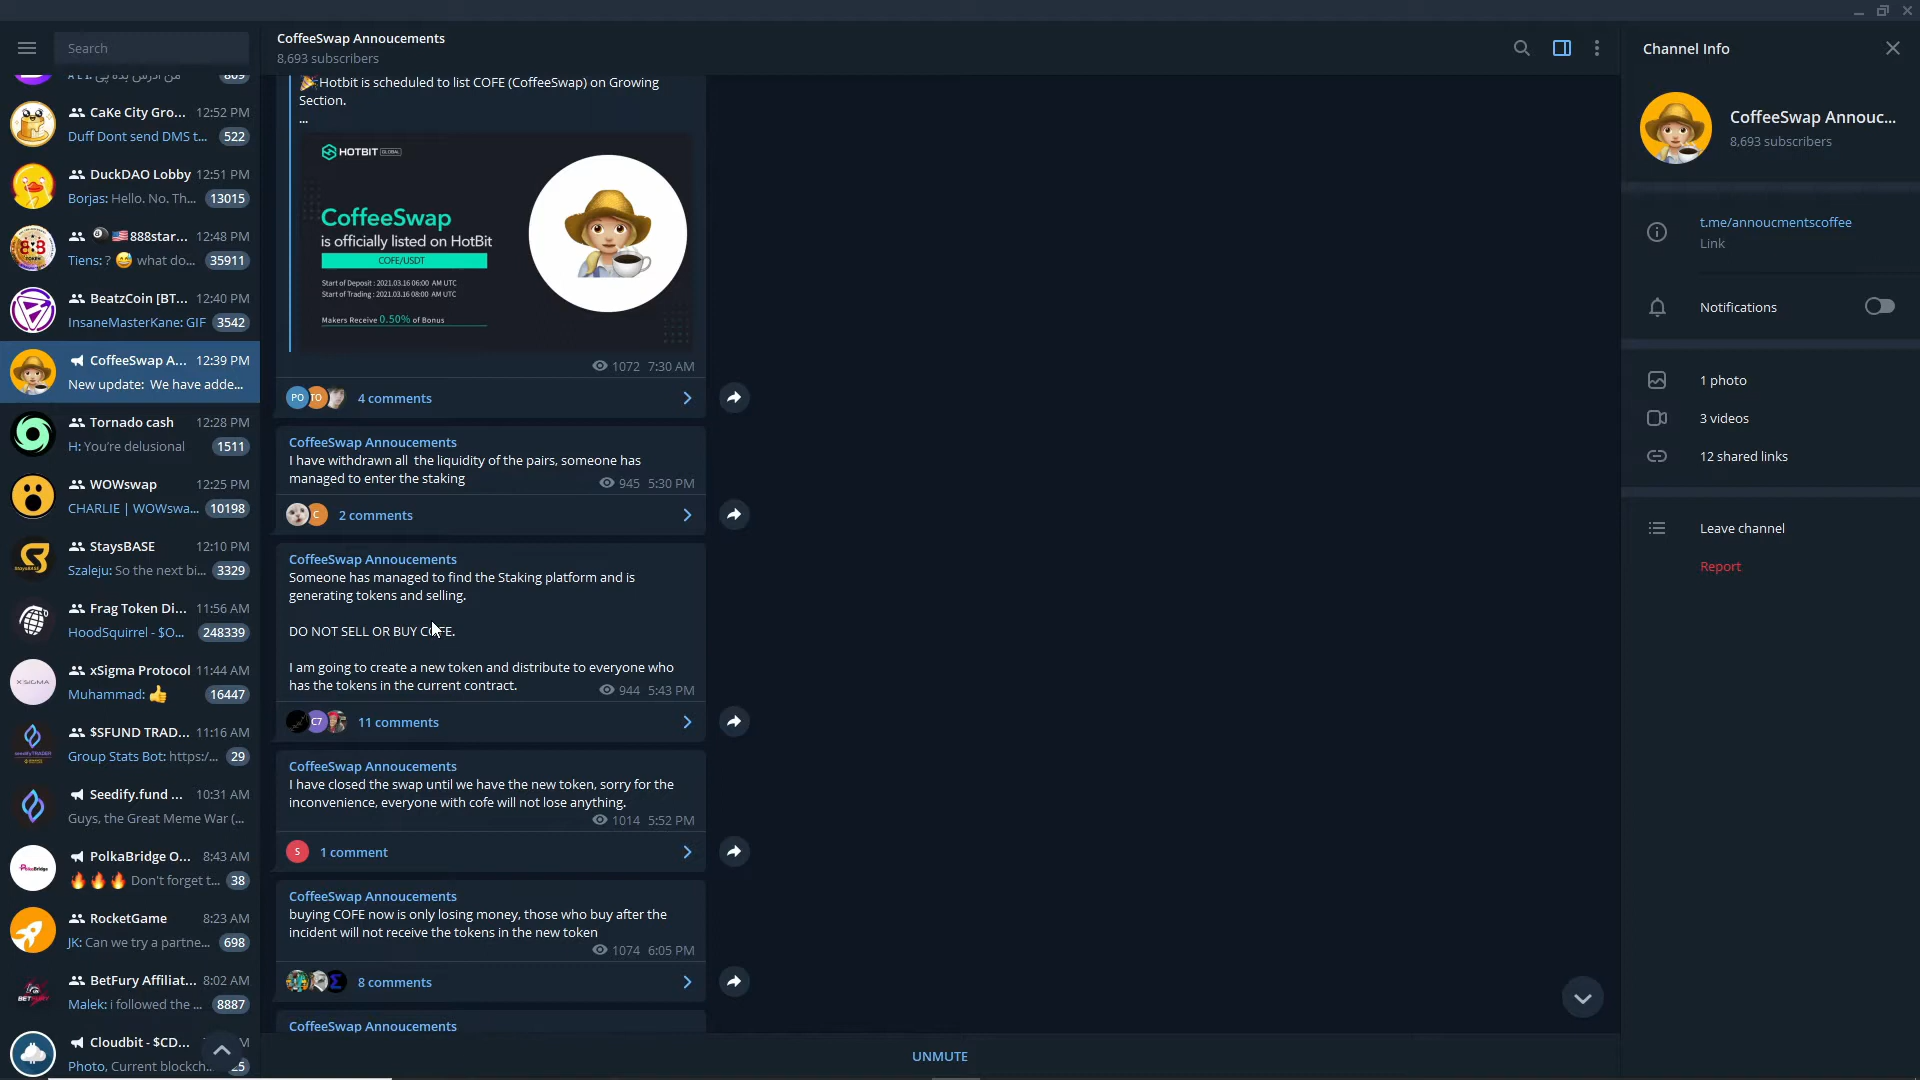 Search
809
CaKe City Gro... 12:52 PM
Duff Dont send DMS t... 522
DuckDAO Lobby 12:51 PM
Borjas: Hello. No. Th... 13015
888star... 12:48 PM
Tiens: ? 😅 what do... 35911
BeatzCoin [BT... 12:40 PM
InsaneMasterKane: GIF 3542
CoffeeSwap A... 12:39 PM
New update: We have adde...
Tornado cash 12:28 PM
H: You're delusional 1511
WOWswap 12:25 PM
CHARLIE | WOWswa... 10198
StaysBASE 12:10 PM
Szaleju: So the next bi... 3329
Frag Token Di... 11:56 AM
HoodSquirrel - $O... 248339
xSigma Protocol 11:44 AM
Muhammad: 👍 16447
$SFUND TRAD... 11:16 AM
Group Stats Bot: https:/... 29
Seedify.fund ... 10:31 AM
Guys, the Great Meme War (...
PolkaBridge O... 8:43 AM
🔥🔥🔥 Don't forget t... 38
RocketGame 8:23 AM
JK: Can we try a partne... 698
BetFury Affiliat... 8:02 AM
Malek: i followed the ... 8887
Cloudbit - $CD...
Photo, Current blockch...
CoffeeSwap Annoucements
8,693 subscribers
🎉Hotbit is scheduled to list COFE (CoffeeSwap) on Growing
Section.
...
HOTBIT GLOBAL
CoffeeSwap
is officially listed on HotBit
COFE/USDT
Start of Deposit : 2021.03.16 06:00 AM UTC
Start of Trading : 2021.03.16 08:00 AM UTC
Makers Receive 0.50% of Bonus
1072 7:30 AM
PO TO 4 comments
CoffeeSwap Annoucements
I have withdrawn all the liquidity of the pairs, someone has
managed to enter the staking
945 5:30 PM
C 2 comments
CoffeeSwap Annoucements
Someone has managed to find the Staking platform and is
generating tokens and selling.
DO NOT SELL OR BUY COFE.
I am going to create a new token and distribute to everyone who
has the tokens in the current contract.
944 5:43 PM
C7 11 comments
CoffeeSwap Annoucements
I have closed the swap until we have the new token, sorry for the
inconvenience, everyone with cofe will not lose anything.
1014 5:52 PM
S 1 comment
CoffeeSwap Annoucements
buying COFE now is only losing money, those who buy after the
incident will not receive the tokens in the new token
1074 6:05 PM
8 comments
CoffeeSwap Annoucements
UNMUTE
Channel Info
CoffeeSwap Annouc...
8,693 subscribers
t.me/annoucmentscoffee
Link
Notifications
1 photo
3 videos
12 shared links
Leave channel
Report